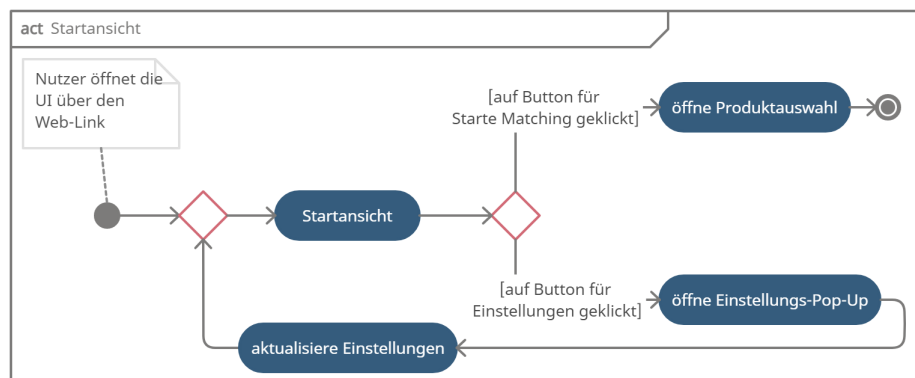 act Startansicht
Nutzer öffnet die
UI über den
Web-Link
[auf Button für
Starte Matching geklickt]
öffne Produktauswahl
Startansicht
[auf Button für
Einstellungen geklickt]
öffne Einstellungs-Pop-Up
aktualisiere Einstellungen